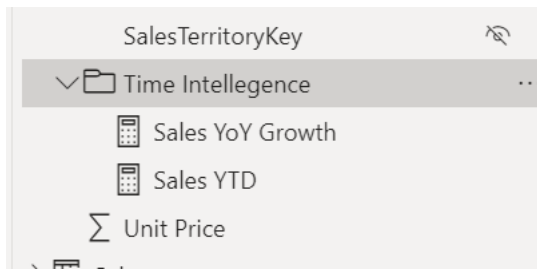 SalesTerritoryKey
Time Intellegence
Sales YoY Growth
Sales YTD
Unit Price